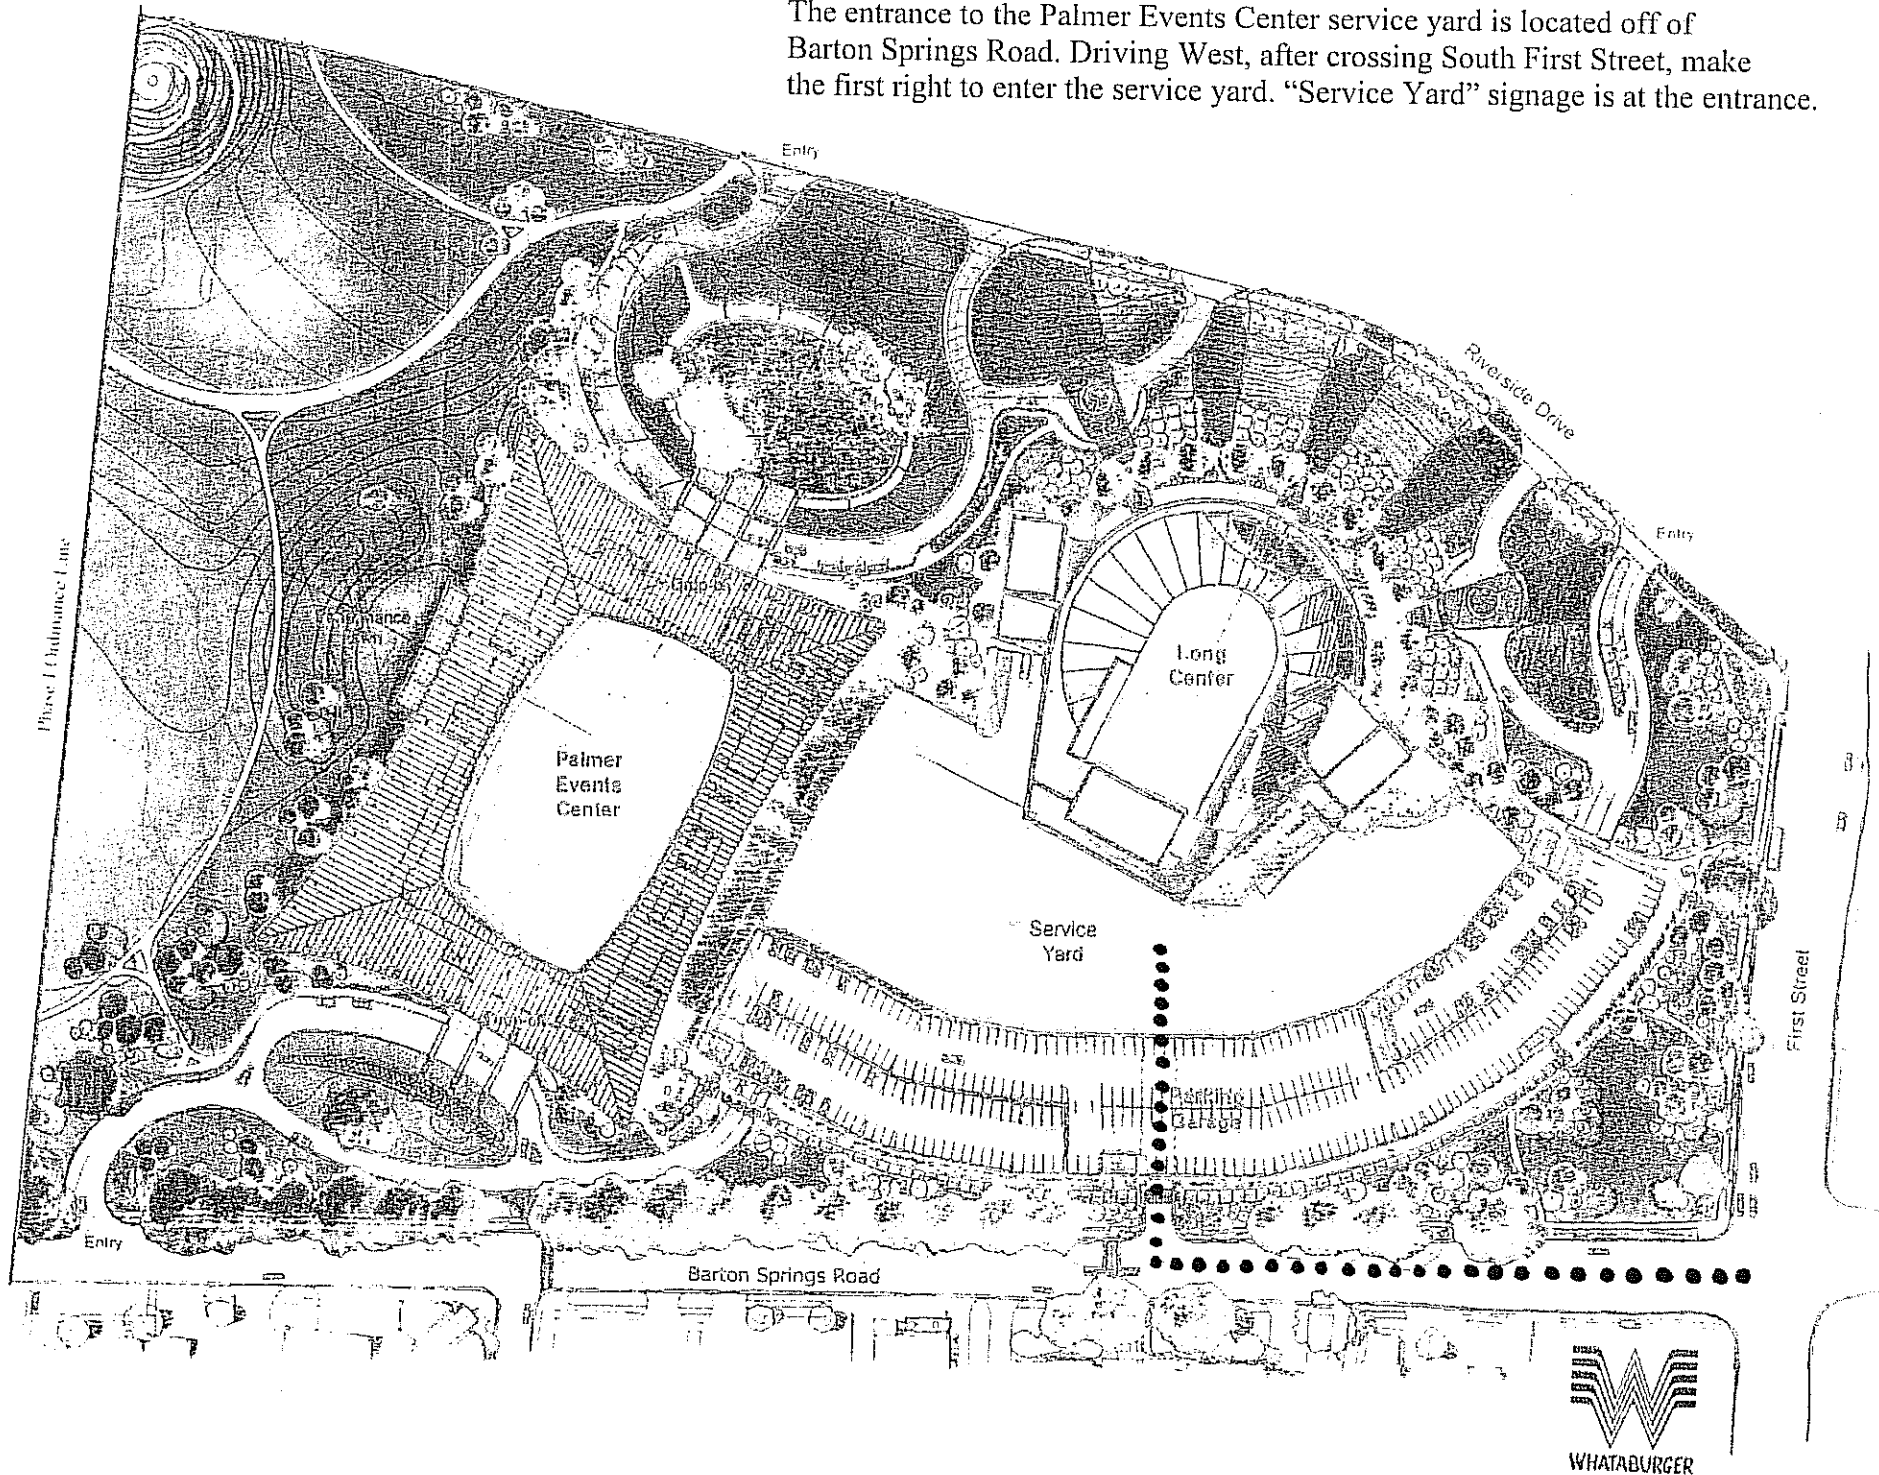 The entrance to the Palmer Events Center service yard is located off of
Barton Springs Road. Driving West, after crossing South First Street, make
the first right to enter the service yard. “Service Yard” signage is at the entrance.
Entry
Riverside Drive
Entry
Long
Center
Palmer
Events
Center
Service
Yard
First Street
Parking
Garage
Entry
Barton Springs Road
WHATABURGER